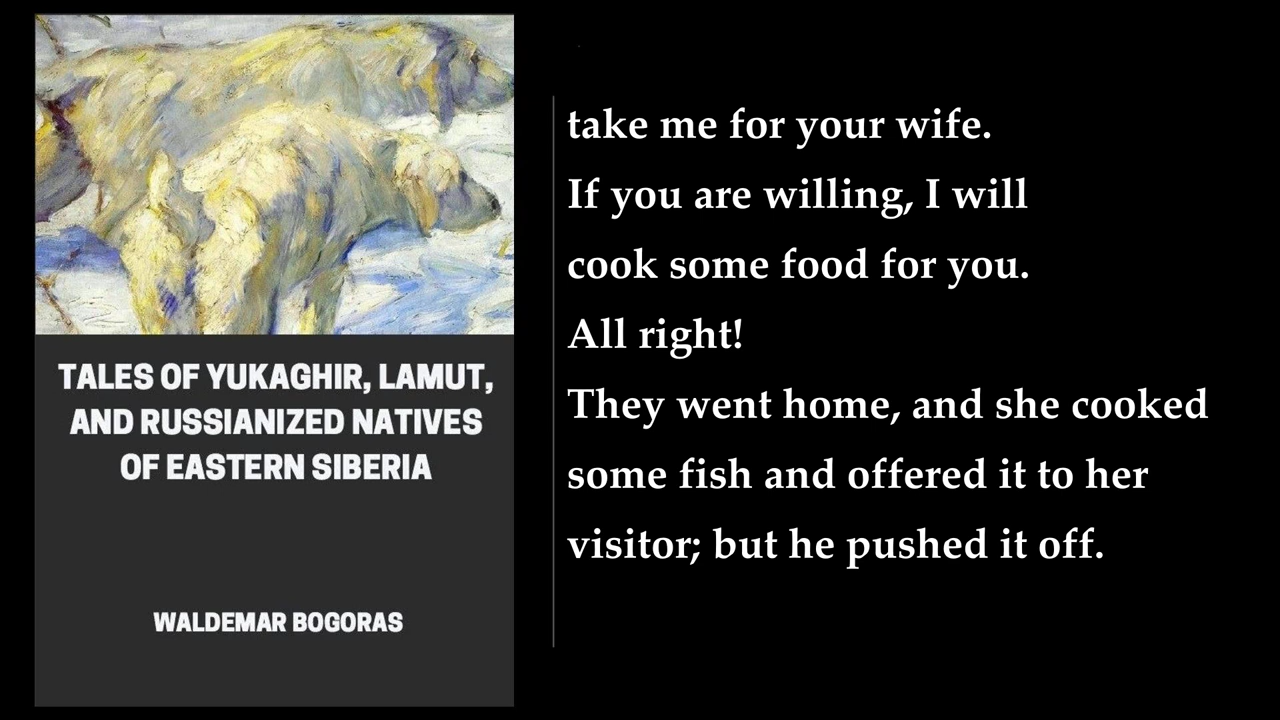 TALES OF YUKAGHIR, LAMUT,
AND RUSSIANIZED NATIVES
OF EASTERN SIBERIA
WALDEMAR BOGORAS
take me for your wife.
If you are willing, I will
cook some food for you.
All right!
They went home, and she cooked
some fish and offered it to her
visitor; but he pushed it off.